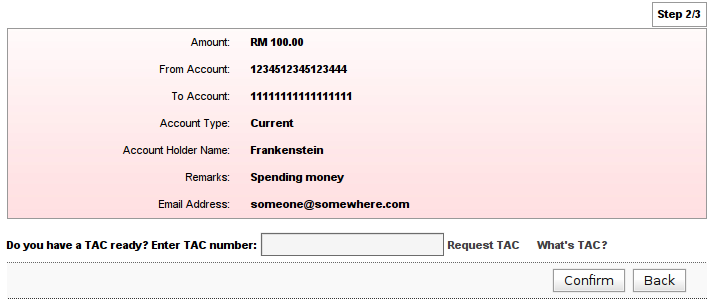 Step 2/3
Amount: RM 100.00
From Account: 1234512345123444
To Account: 11111111111111111
Account Type: Current
Account Holder Name: Frankenstein
Remarks: Spending money
Email Address: someone@somewhere.com
Do you have a TAC ready? Enter TAC number: Request TAC What's TAC?
Confirm Back